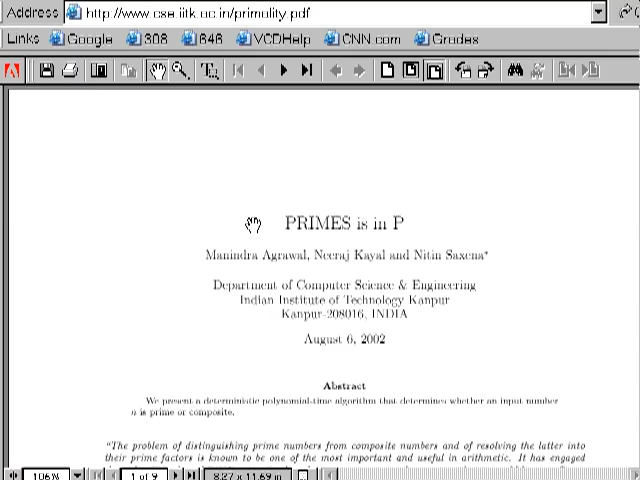 Address http://www.cse.iitk.ac.in/primality.pdf
Links Google 308 646 VCDHelp CNN.com Grades
PRIMES is in P
Manindra Agrawal, Neeraj Kayal and Nitin Saxena*
Department of Computer Science & Engineering
Indian Institute of Technology Kanpur
Kanpur-208016, INDIA
August 6, 2002
Abstract
We present a deterministic polynomial-time algorithm that determines whether an input number
n is prime or composite.
"The problem of distinguishing prime numbers from composite numbers and of resolving the latter into
their prime factors is known to be one of the most important and useful in arithmetic. It has engaged
106% 1 of 9 8.27 x 11.69 in